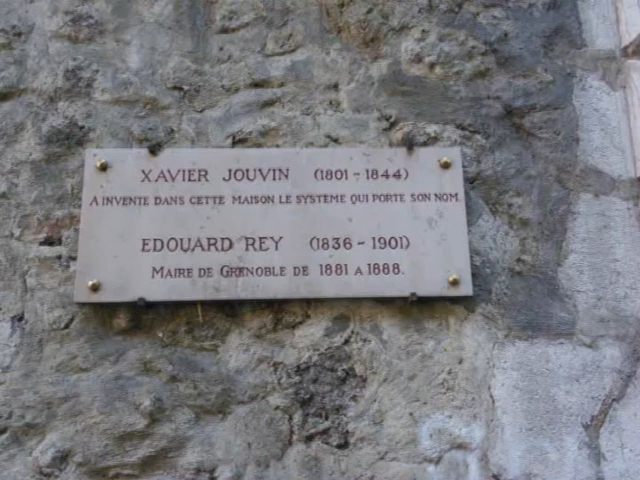 XAVIER JOUVIN (1801-1844)
A INVENTE DANS CETTE MAISON LE SYSTEME QUI PORTE SON NOM.
EDOUARD REY (1836-1901)
MAIRE DE GRENOBLE DE 1881 A 1888.